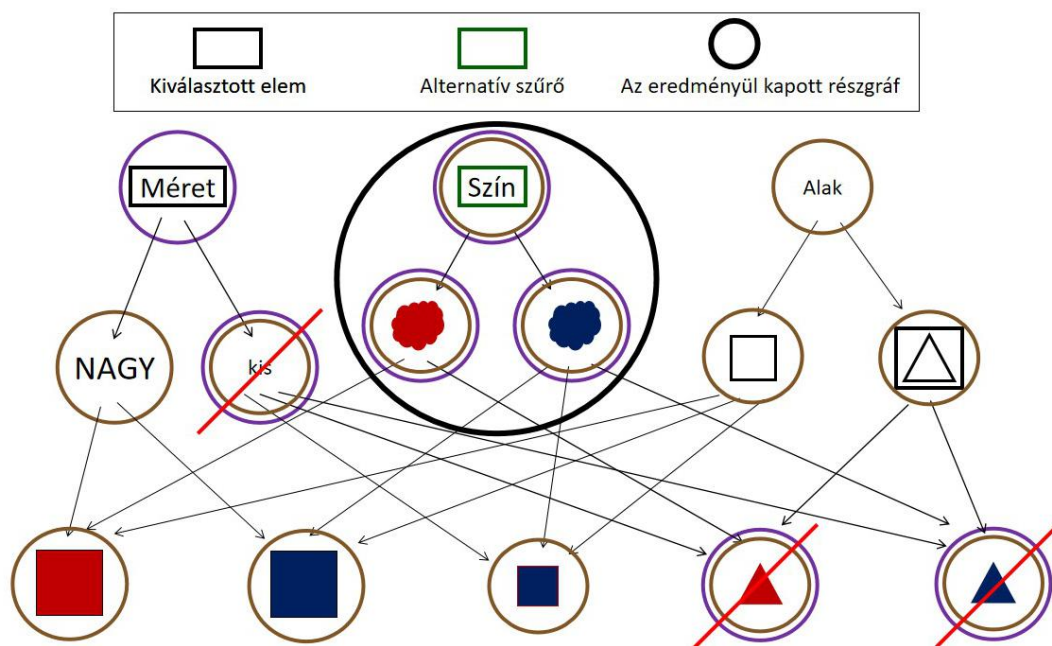 Kiválasztott elem
Alternatív szűrő
Az eredményül kapott részgráf
Méret
Szín
Alak
NAGY
kis